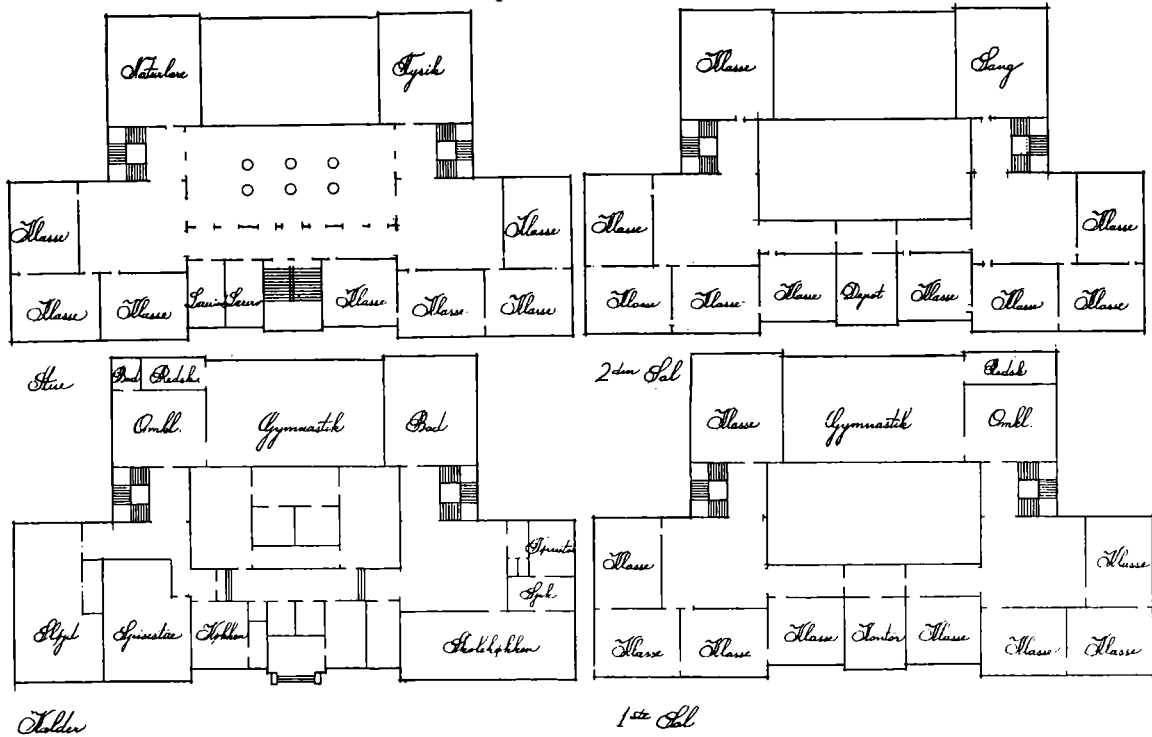 Naturlære
Fysik
Klasse
Klasse
Klasse
Klasse
Klasse
Klasse
Klasse
Stue
Klasse
Sang
Klasse
Klasse
Klasse
Klasse
Klasse
Depot
Klasse
Klasse
Klasse
2den Sal
Bad
Redsk
Omkl.
Gymnastik
Bad
Sløjd
Spisestue
Køkken
Sp.k.
Skolekøkken
Kælder
Redsk
Klasse
Gymnastik
Omkl.
Klasse
Klasse
Klasse
Klasse
Klasse
Kontor
Klasse
Klasse
Klasse
1ste Sal